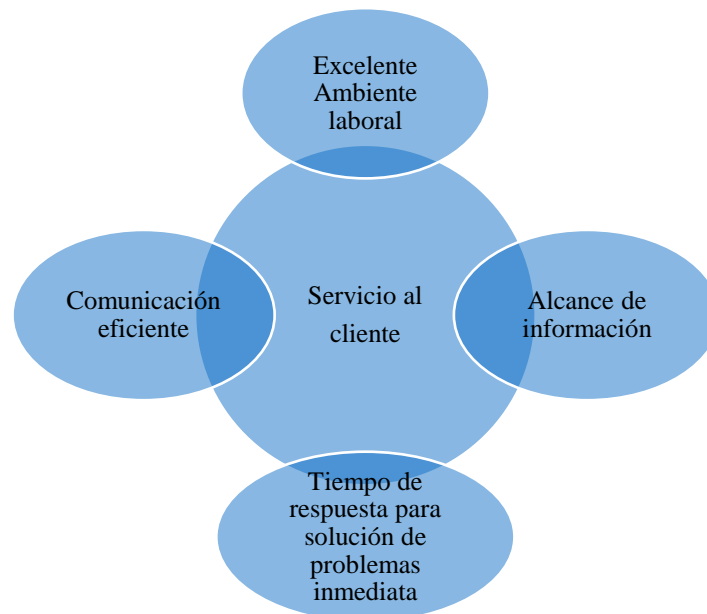 Excelente
Ambiente
laboral
Comunicación
eficiente
Servicio al
cliente
Alcance de
información
Tiempo de
respuesta para
solución de
problemas
inmediata